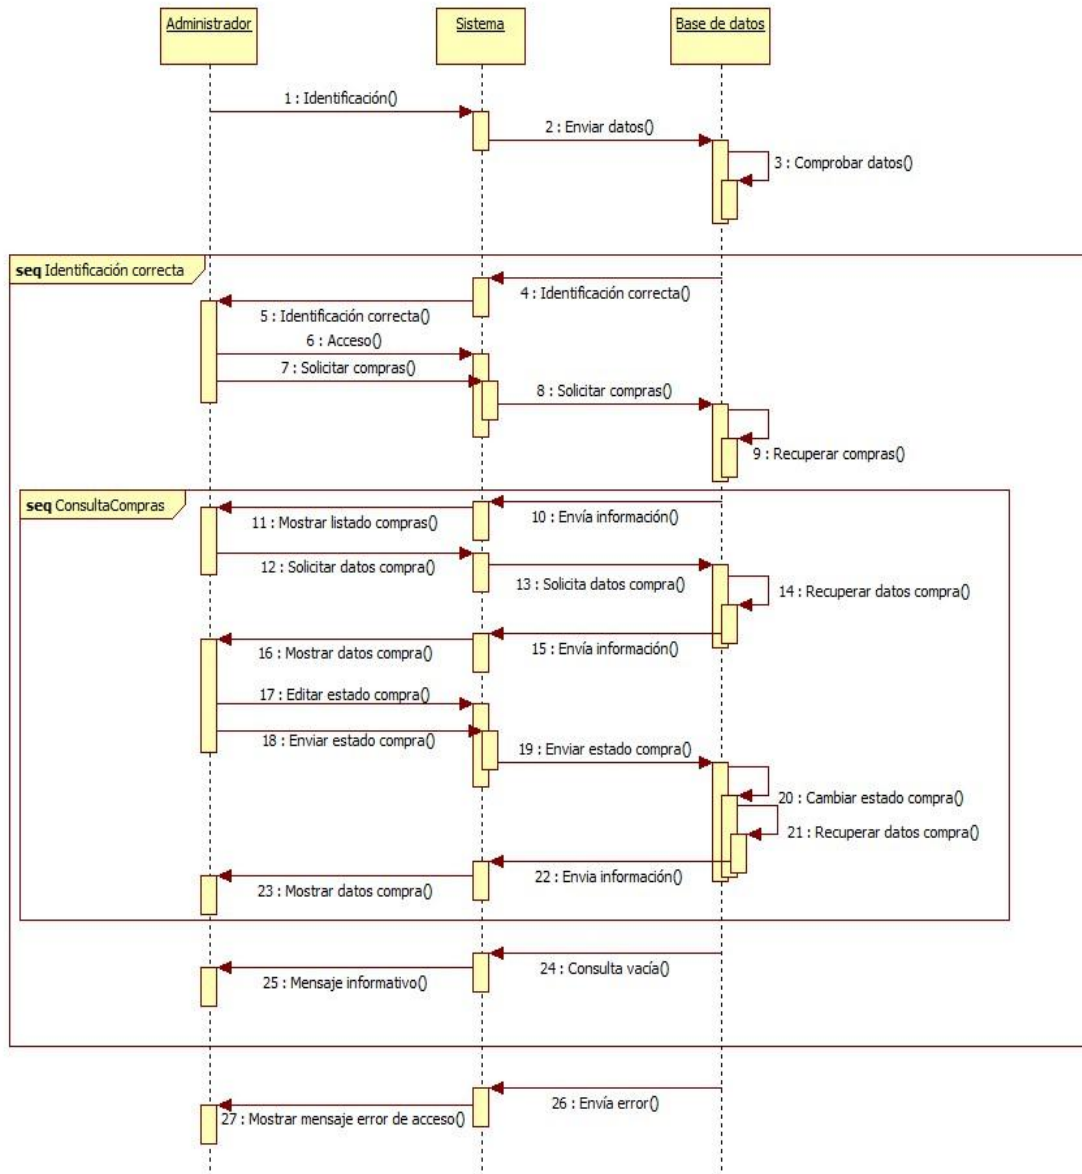 Administrador
Sistema
Base de datos
1 : Identificación()
2 : Enviar datos()
3 : Comprobar datos()
seq Identificación correcta
4 : Identificación correcta()
5 : Identificación correcta()
6 : Acceso()
7 : Solicitar compras()
8 : Solicitar compras()
9 : Recuperar compras()
seq ConsultaCompras
10 : Envía información()
11 : Mostrar listado compras()
12 : Solicitar datos compra()
13 : Solicita datos compra()
14 : Recuperar datos compra()
15 : Envía información()
16 : Mostrar datos compra()
17 : Editar estado compra()
18 : Enviar estado compra()
19 : Enviar estado compra()
20 : Cambiar estado compra()
21 : Recuperar datos compra()
22 : Envia información()
23 : Mostrar datos compra()
24 : Consulta vacía()
25 : Mensaje informativo()
26 : Envía error()
27 : Mostrar mensaje error de acceso()